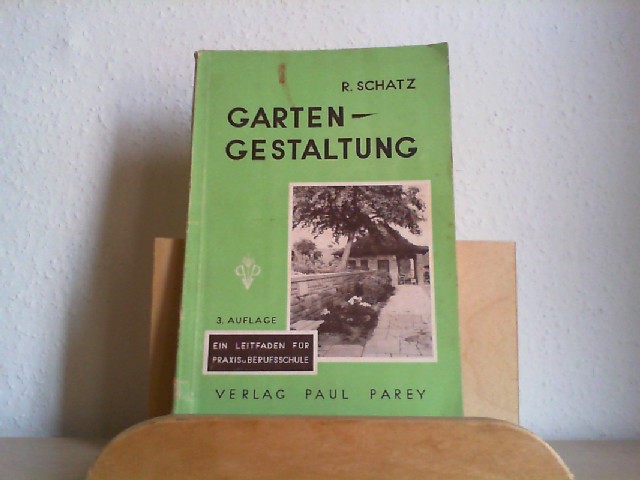 R. SCHATZ
GARTEN-
GESTALTUNG
3. AUFLAGE
EIN LEITFADEN FÜR
PRAXIS u. BERUFSSCHULE
VERLAG PAUL PAREY